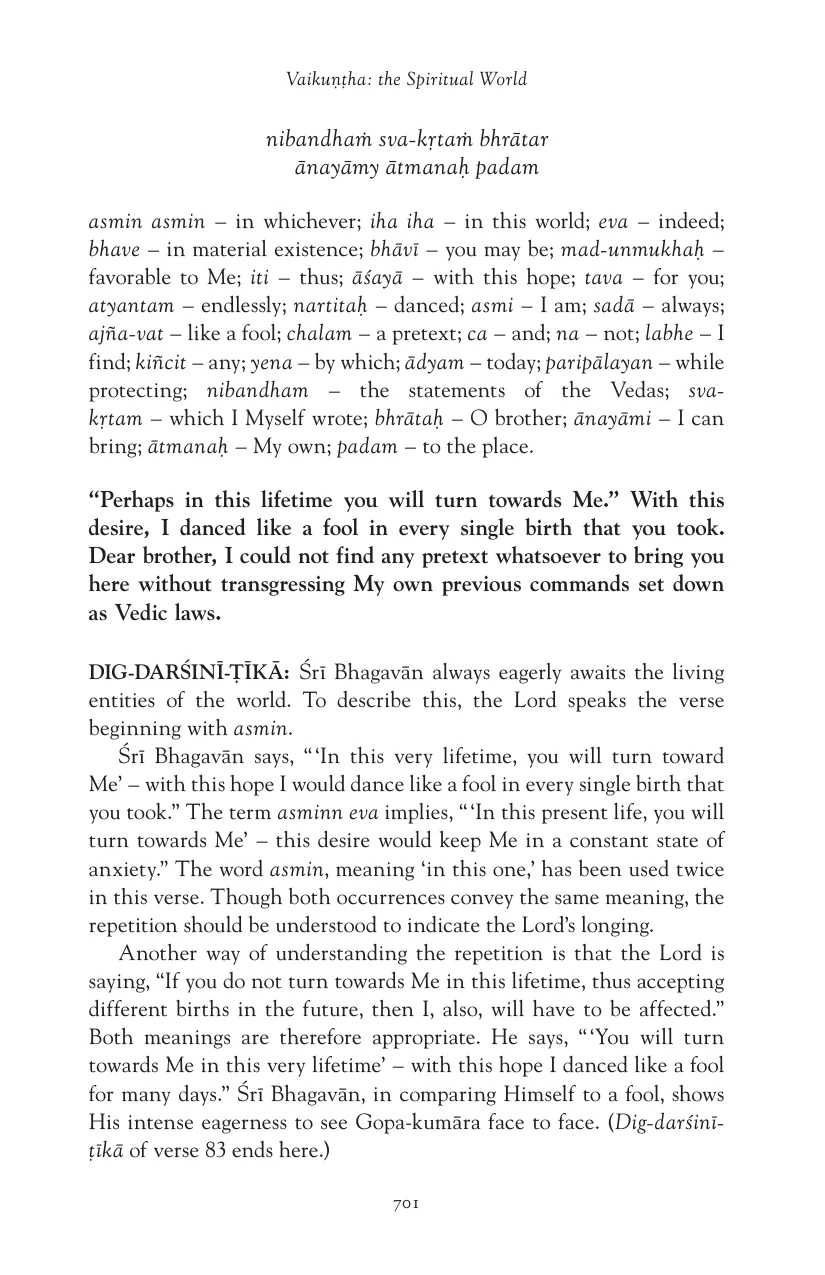 Vaikuṇṭha: the Spiritual World
nibandhaṁ sva-kṛtaṁ bhrātar
ānayāmy ātmanaḥ padam
asmin asmin – in whichever; iha iha – in this world; eva – indeed;
bhave – in material existence; bhāvī – you may be; mad-unmukhaḥ –
favorable to Me; iti – thus; āśayā – with this hope; tava – for you;
atyantam – endlessly; nartitaḥ – danced; asmi – I am; sadā – always;
ajña-vat – like a fool; chalam – a pretext; ca – and; na – not; labhe – I
find; kiñcit – any; yena – by which; ādyam – today; paripālayan – while
protecting; nibandham – the statements of the Vedas; sva-
kṛtam – which I Myself wrote; bhrātaḥ – O brother; ānayāmi – I can
bring; ātmanaḥ – My own; padam – to the place.
“Perhaps in this lifetime you will turn towards Me.” With this
desire, I danced like a fool in every single birth that you took.
Dear brother, I could not find any pretext whatsoever to bring you
here without transgressing My own previous commands set down
as Vedic laws.
DIG-DARŚINĪ-ṬĪKĀ: Śrī Bhagavān always eagerly awaits the living
entities of the world. To describe this, the Lord speaks the verse
beginning with asmin.
Śrī Bhagavān says, “‘In this very lifetime, you will turn toward
Me’ – with this hope I would dance like a fool in every single birth that
you took.” The term asminn eva implies, “‘In this present life, you will
turn towards Me’ – this desire would keep Me in a constant state of
anxiety.” The word asmin, meaning ‘in this one,’ has been used twice
in this verse. Though both occurrences convey the same meaning, the
repetition should be understood to indicate the Lord’s longing.
Another way of understanding the repetition is that the Lord is
saying, “If you do not turn towards Me in this lifetime, thus accepting
different births in the future, then I, also, will have to be affected.”
Both meanings are therefore appropriate. He says, “‘You will turn
towards Me in this very lifetime’ – with this hope I danced like a fool
for many days.” Śrī Bhagavān, in comparing Himself to a fool, shows
His intense eagerness to see Gopa-kumāra face to face. (Dig-darśinī-
ṭīkā of verse 83 ends here.)
701